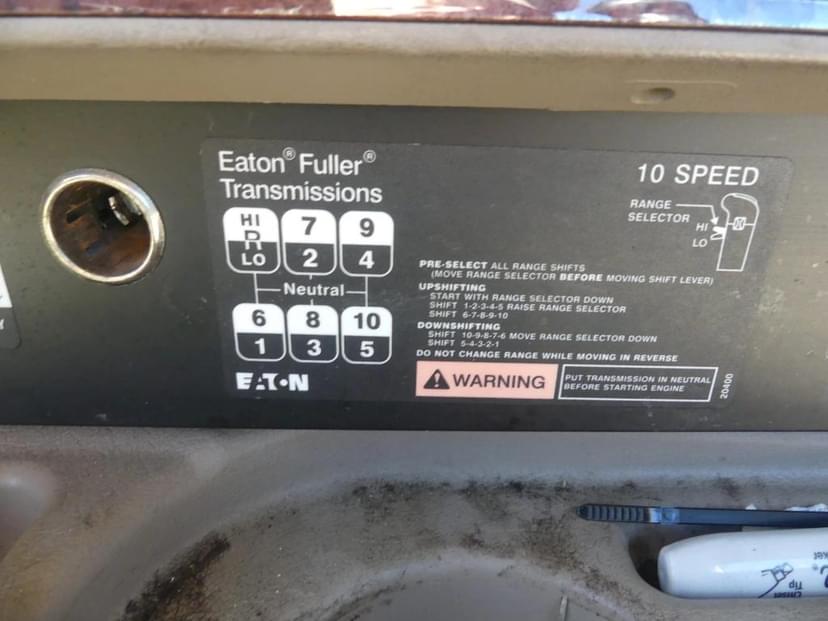 Eaton® Fuller®
Transmissions
10 SPEED
RANGE
SELECTOR
HI
LO
HI
R
LO
7
2
9
4
Neutral
6
1
8
3
10
5
EATON
PRE-SELECT ALL RANGE SHIFTS
(MOVE RANGE SELECTOR BEFORE MOVING SHIFT LEVER)
UPSHIFTING
START WITH RANGE SELECTOR DOWN
SHIFT 1-2-3-4-5 RAISE RANGE SELECTOR
SHIFT 6-7-8-9-10
DOWNSHIFTING
SHIFT 10-9-8-7-6 MOVE RANGE SELECTOR DOWN
SHIFT 5-4-3-2-1
DO NOT CHANGE RANGE WHILE MOVING IN REVERSE
WARNING
PUT TRANSMISSION IN NEUTRAL
BEFORE STARTING ENGINE
20400
Tip